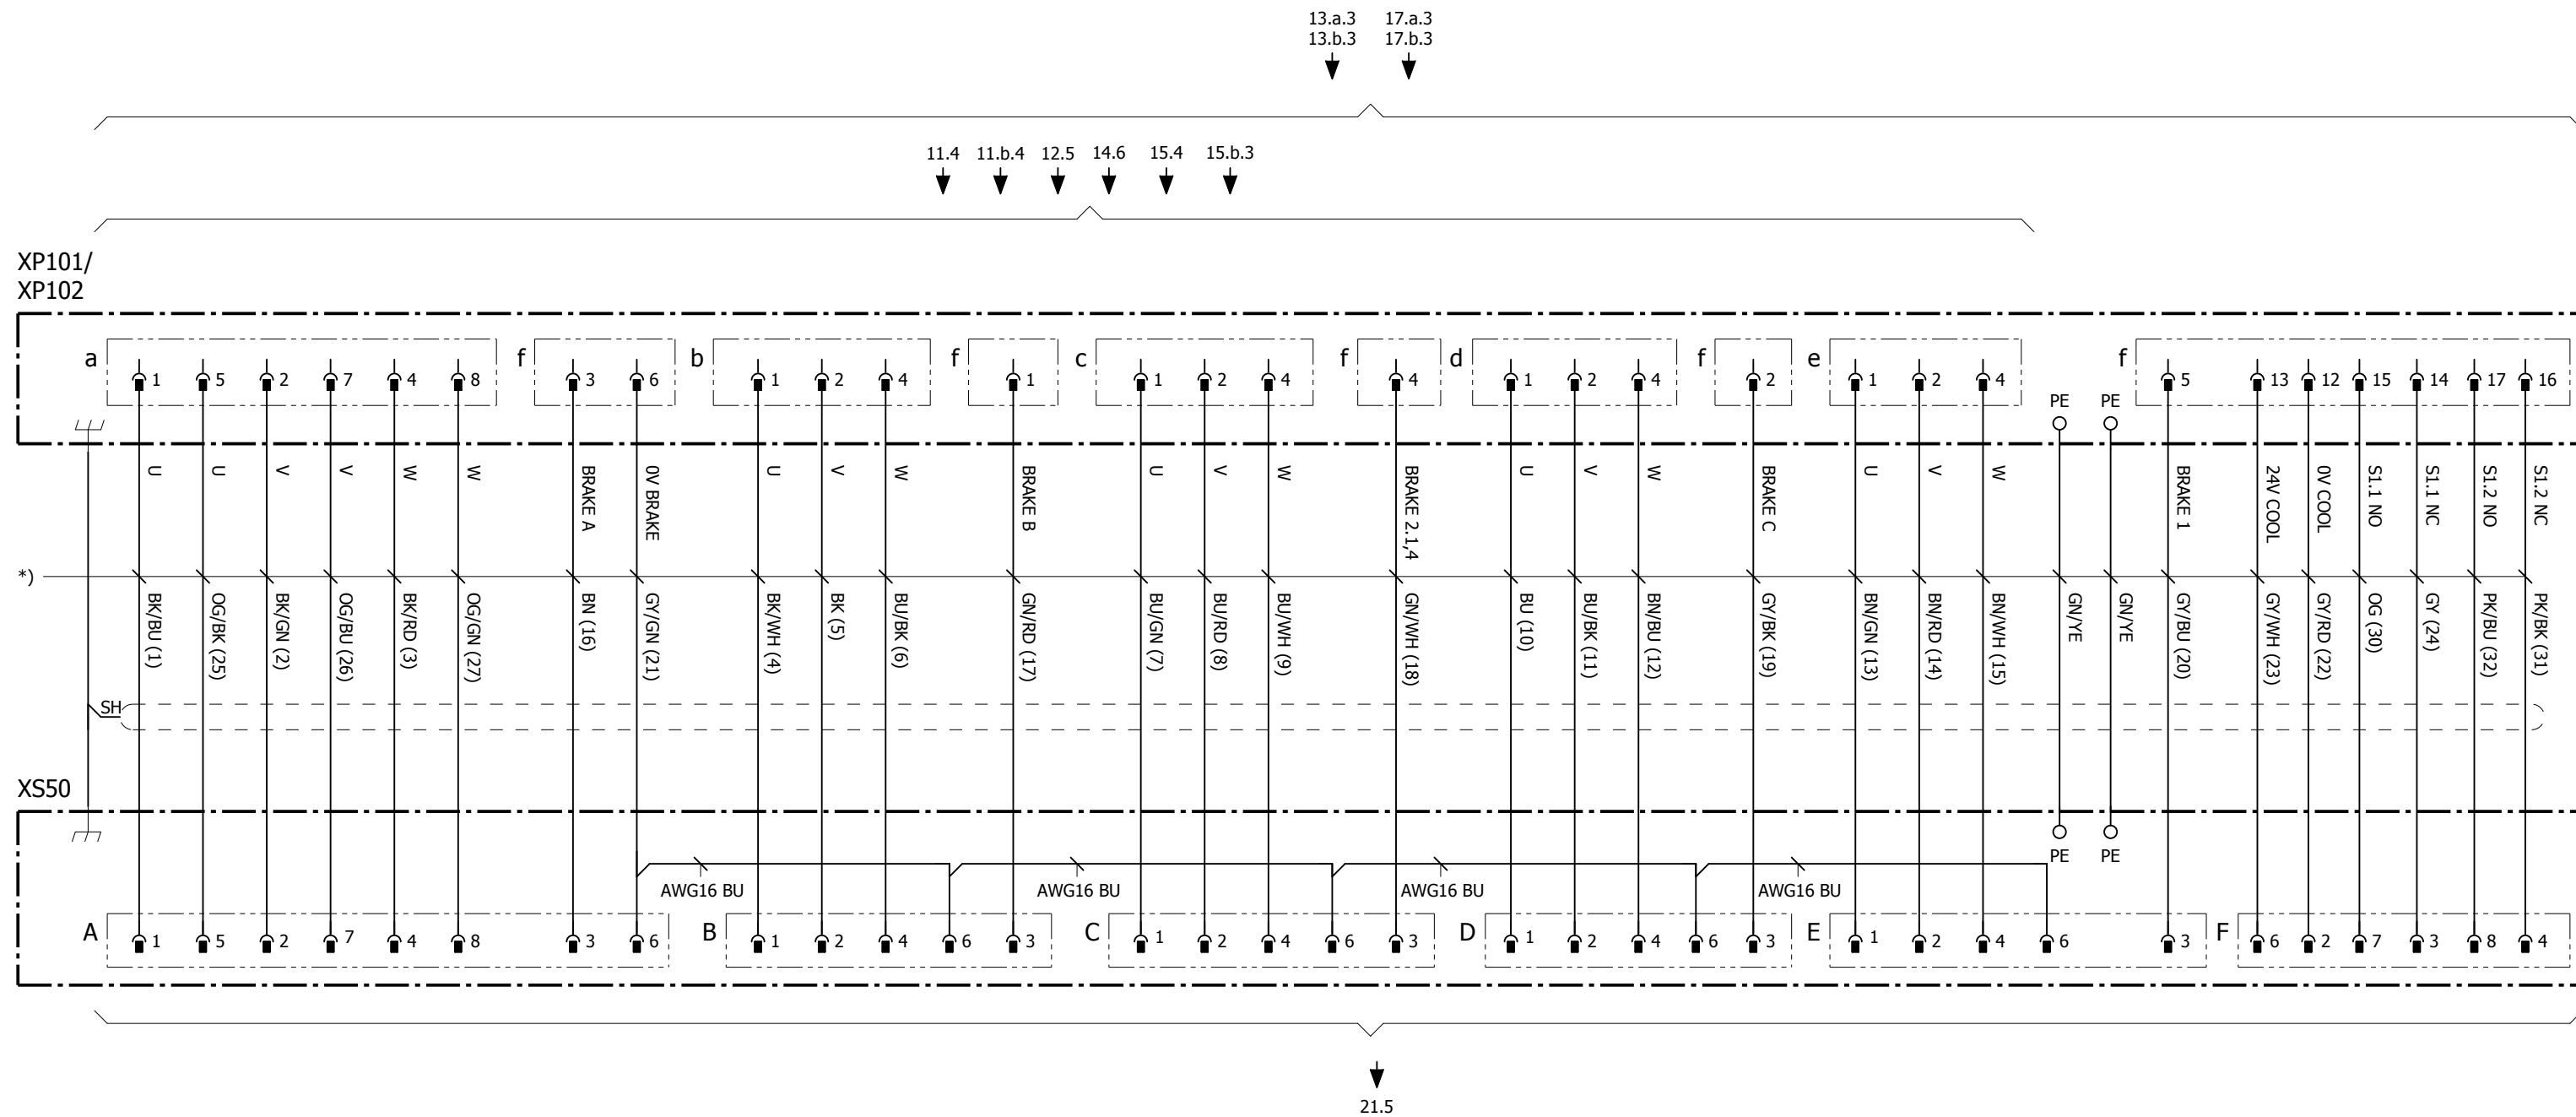 13.a.3 17.a.3
13.b.3 17.b.3
11.4 11.b.4 12.5 14.6 15.4 15.b.3
XP101/
XP102
a 1 5 2 7 4 8 f 3 6 b 1 2 4 f 1 c 1 2 4 f 4 d 1 2 4 f 2 e 1 2 4 f 5 13 12 15 14 17 16
PE PE
U U V V W W BRAKE A 0V BRAKE U V W BRAKE B U V W BRAKE 2.1,4 U V W BRAKE C U V W BRAKE 1 24V COOL 0V COOL S1.1 NO S1.1 NC S1.2 NO S1.2 NC
*)
BK/BU (1) OG/BK (25) BK/GN (2) OG/BU (26) BK/RD (3) OG/GN (27) BN (16) GY/GN (21) BK/WH (4) BK (5) BU/BK (6) GN/RD (17) BU/GN (7) BU/RD (8) BU/WH (9) GN/WH (18) BU (10) BU/BK (11) BN/BU (12) GY/BK (19) BN/GN (13) BN/RD (14) BN/WH (15) GN/YE GN/YE GY/BU (20) GY/WH (23) GY/RD (22) OG (30) GY (24) PK/BU (32) PK/BK (31)
SH
XS50
PE PE
AWG16 BU AWG16 BU AWG16 BU AWG16 BU
A 1 5 2 7 4 8 3 6 B 1 2 4 6 3 C 1 2 4 6 3 D 1 2 4 6 3 E 1 2 4 6 3 F 6 2 7 3 8 4
21.5